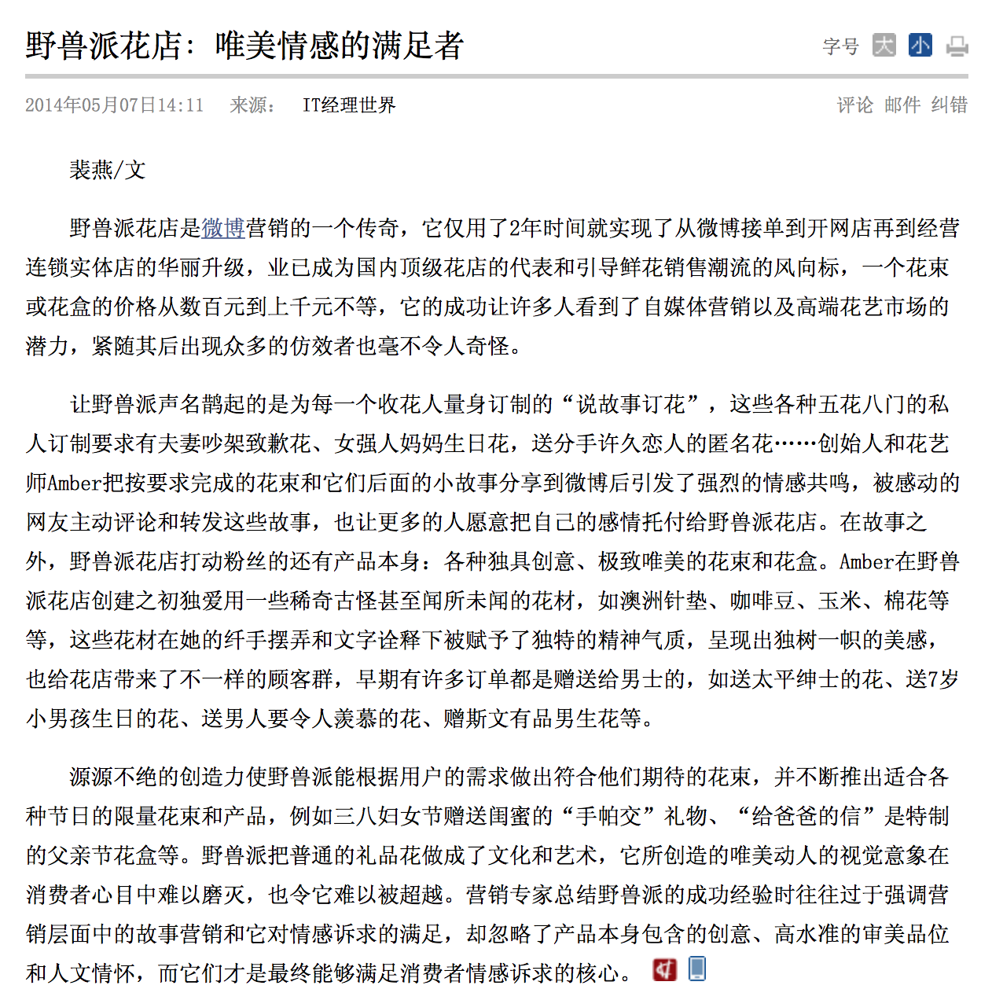 野兽派花店：唯美情感的满足者
字号 大 小
2014年05月07日14:11 来源： IT经理世界
评论 邮件 纠错
裴燕/文
野兽派花店是微博营销的一个传奇，它仅用了2年时间就实现了从微博接单到开网店再到经营
连锁实体店的华丽升级，业已成为国内顶级花店的代表和引导鲜花销售潮流的风向标，一个花束
或花盒的价格从数百元到上千元不等，它的成功让许多人看到了自媒体营销以及高端花艺市场的
潜力，紧随其后出现众多的仿效者也毫不令人奇怪。
让野兽派声名鹊起的是为每一个收花人量身订制的“说故事订花”，这些各种五花八门的私
人订制要求有夫妻吵架致歉花、女强人妈妈生日花，送分手许久恋人的匿名花……创始人和花艺
师Amber把按要求完成的花束和它们后面的小故事分享到微博后引发了强烈的情感共鸣，被感动的
网友主动评论和转发这些故事，也让更多的人愿意把自己的感情托付给野兽派花店。在故事之
外，野兽派花店打动粉丝的还有产品本身：各种独具创意、极致唯美的花束和花盒。Amber在野兽
派花店创建之初独爱用一些稀奇古怪甚至闻所未闻的花材，如澳洲针垫、咖啡豆、玉米、棉花等
等，这些花材在她的纤手摆弄和文字诠释下被赋予了独特的精神气质，呈现出独树一帜的美感，
也给花店带来了不一样的顾客群，早期有许多订单都是赠送给男士的，如送太平绅士的花、送7岁
小男孩生日的花、送男人要令人羡慕的花、赠斯文有品男生花等。
源源不绝的创造力使野兽派能根据用户的需求做出符合他们期待的花束，并不断推出适合各
种节日的限量花束和产品，例如三八妇女节赠送闺蜜的“手帕交”礼物、“给爸爸的信”是特制
的父亲节花盒等。野兽派把普通的礼品花做成了文化和艺术，它所创造的唯美动人的视觉意象在
消费者心目中难以磨灭，也令它难以被超越。营销专家总结野兽派的成功经验时往往过于强调营
销层面中的故事营销和它对情感诉求的满足，却忽略了产品本身包含的创意、高水准的审美品位
和人文情怀，而它们才是最终能够满足消费者情感诉求的核心。